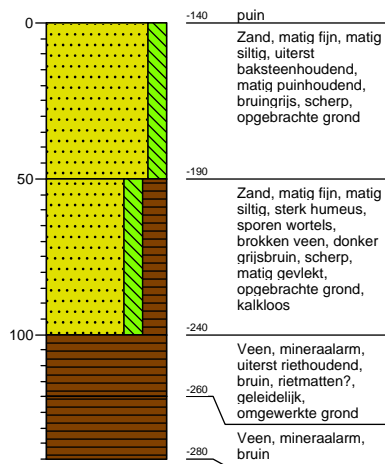 0
50
100
-140
puin
Zand, matig fijn, matig
siltig, uiterst
baksteenhoudend,
matig puinhoudend,
bruingrijs, scherp,
opgebrachte grond
-190
Zand, matig fijn, matig
siltig, sterk humeus,
sporen wortels,
brokken veen, donker
grijsbruin, scherp,
matig gevlekt,
opgebrachte grond,
kalkloos
-240
Veen, mineraalarm,
uiterst riethoudend,
bruin, rietmatten?,
geleidelijk,
omgewerkte grond
-260
Veen, mineraalarm,
bruin
-280